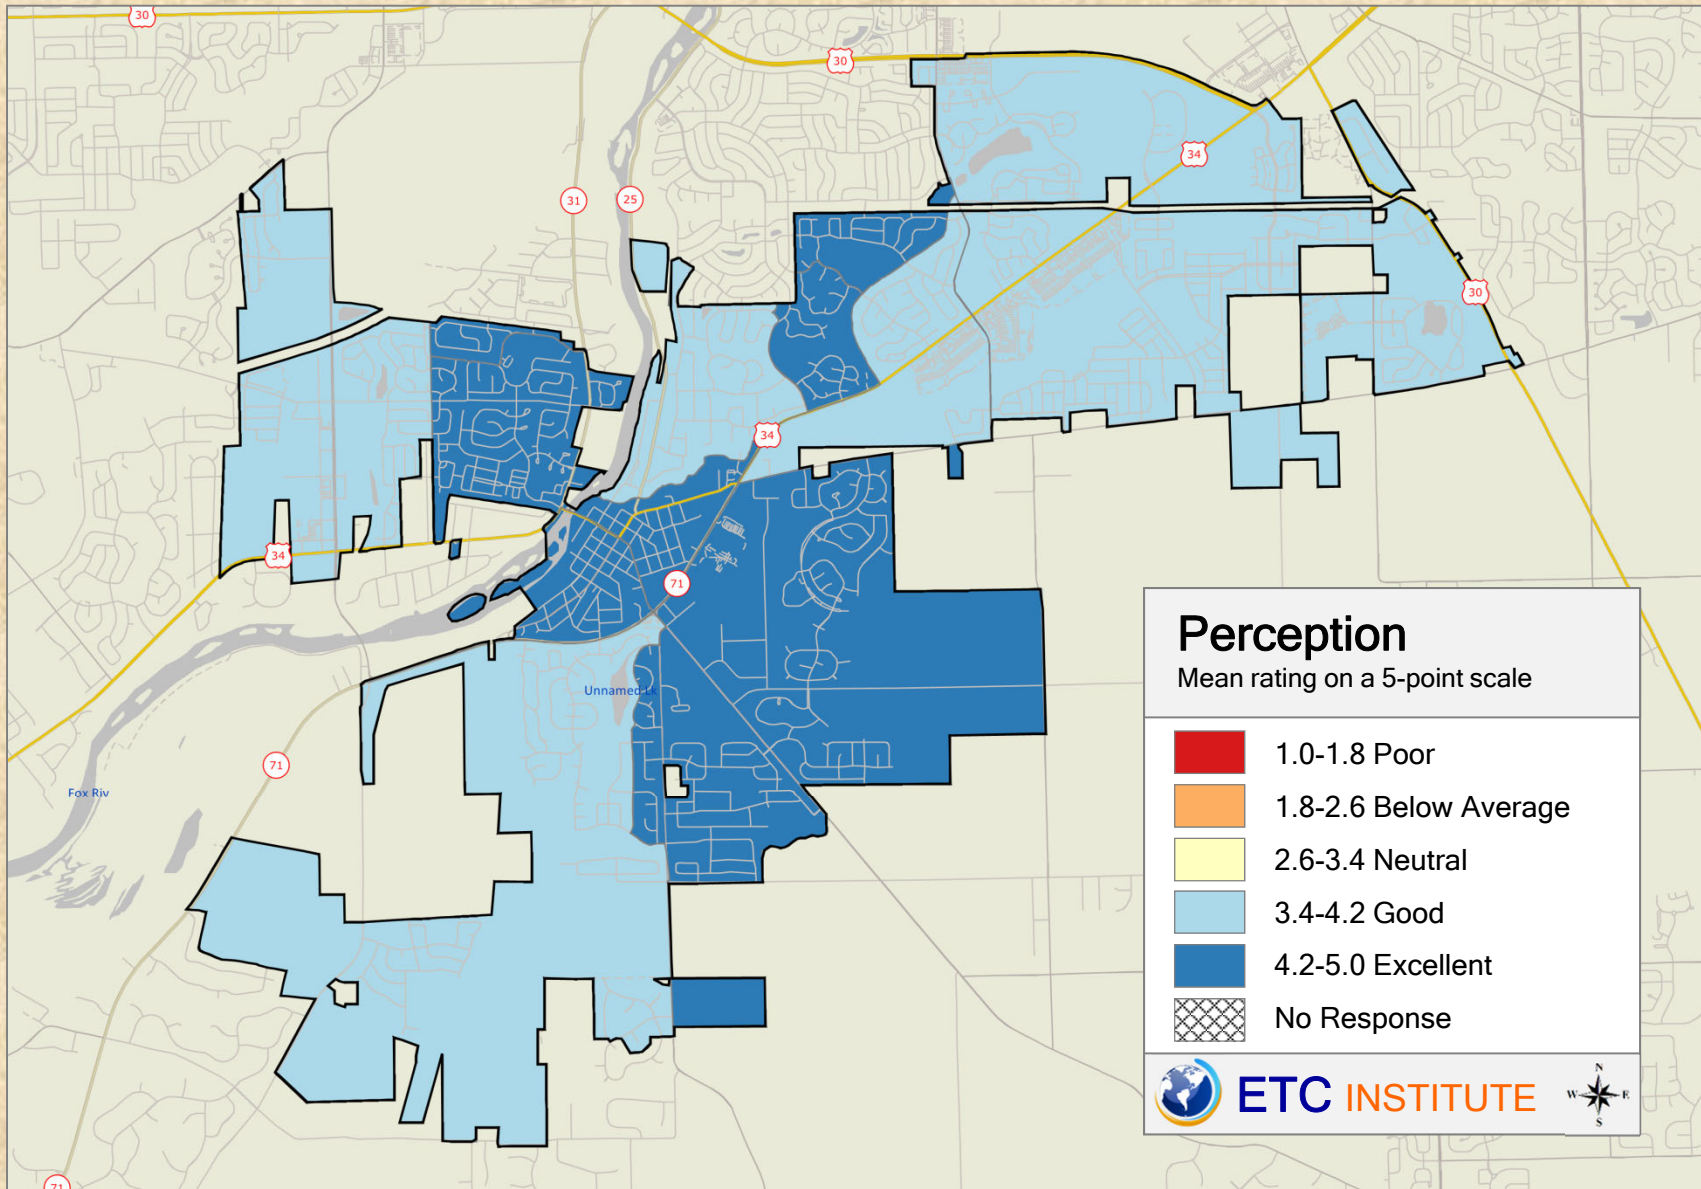 30
30
34
31
25
30
34
34
71
Unnamed Lk
71
Fox Riv
71
Perception
Mean rating on a 5-point scale
1.0-1.8 Poor
1.8-2.6 Below Average
2.6-3.4 Neutral
3.4-4.2 Good
4.2-5.0 Excellent
No Response
ETC INSTITUTE
N
W E
S